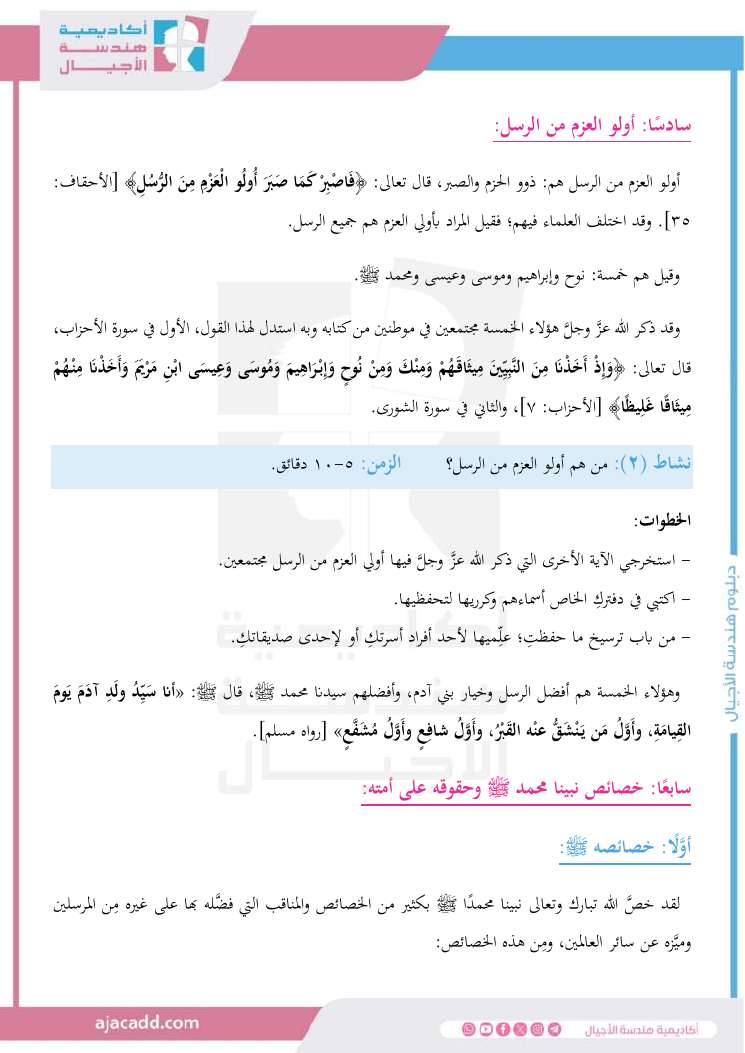 أكاديمية
هندسة
الأجيال
سادسًا: أولو العزم من الرسل:
أولو العزم من الرسل هم: ذوو الحزم والصبر، قال تعالى: ﴿فَاصْبِرْ كَمَا صَبَرَ أُولُو الْعَزْمِ مِنَ الرُّسُلِ﴾ [الأحقاف:
٣٥]. وقد اختلف العلماء فيهم؛ فقيل المراد بأولي العزم هم جميع الرسل.
وقيل هم خمسة: نوح وإبراهيم وموسى وعيسى ومحمد ﷺ.
وقد ذكر الله عزَّ وجلَّ هؤلاء الخمسة مجتمعين في موطنين من كتابه وبه استدل لهذا القول، الأول في سورة الأحزاب،
قال تعالى: ﴿وَإِذْ أَخَذْنَا مِنَ النَّبِيِّينَ مِيثَاقَهُمْ وَمِنْكَ وَمِنْ نُوحٍ وَإِبْرَاهِيمَ وَمُوسَى وَعِيسَى ابْنِ مَرْيَمَ وَأَخَذْنَا مِنْهُمْ
مِيثَاقًا غَلِيظًا﴾ [الأحزاب: ٧]، والثاني في سورة الشورى.
نشاط (٢): من هم أولو العزم من الرسل؟ الزمن: ٥-١٠ دقائق.
الخطوات:
- استخرجي الآية الأخرى التي ذكر الله عزَّ وجلَّ فيها أولي العزم من الرسل مجتمعين.
- اكتبي في دفتركِ الخاص أسماءهم وكرريها لتحفظيها.
- من باب ترسيخ ما حفظتِ؛ علِّميها لأحد أفراد أسرتكِ أو لإحدى صديقاتكِ.
وهؤلاء الخمسة هم أفضل الرسل وخيار بني آدم، وأفضلهم سيدنا محمد ﷺ، قال ﷺ: «أنا سَيِّدُ ولَدِ آدَمَ يَومَ
القِيامَةِ، وأَوَّلُ مَن يَنْشَقُّ عنْه القَبْرُ، وأَوَّلُ شافعٍ وأَوَّلُ مُشَفَّعٍ» [رواه مسلم].
سابعًا: خصائص نبينا محمد ﷺ وحقوقه على أمته:
أوَّلًا: خصائصه ﷺ:
لقد خصَّ الله تبارك وتعالى نبينا محمدًا ﷺ بكثير من الخصائص والمناقب التي فضَّله بها على غيره مِن المرسلين
وميَّزه عن سائر العالمين، ومِن هذه الخصائص:
دبلوم هندسة الأجيال
أكاديمية هندسة الأجيال
ajacadd.com